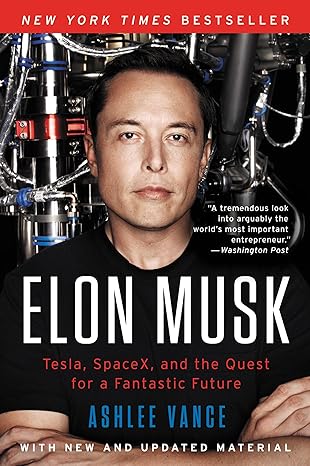 NEW YORK TIMES BESTSELLER
"A tremendous look
into arguably the
world's most important
entrepreneur."
—Washington Post
ELON MUSK
Tesla, SpaceX, and the Quest
for a Fantastic Future
ASHLEE VANCE
WITH NEW AND UPDATED MATERIAL